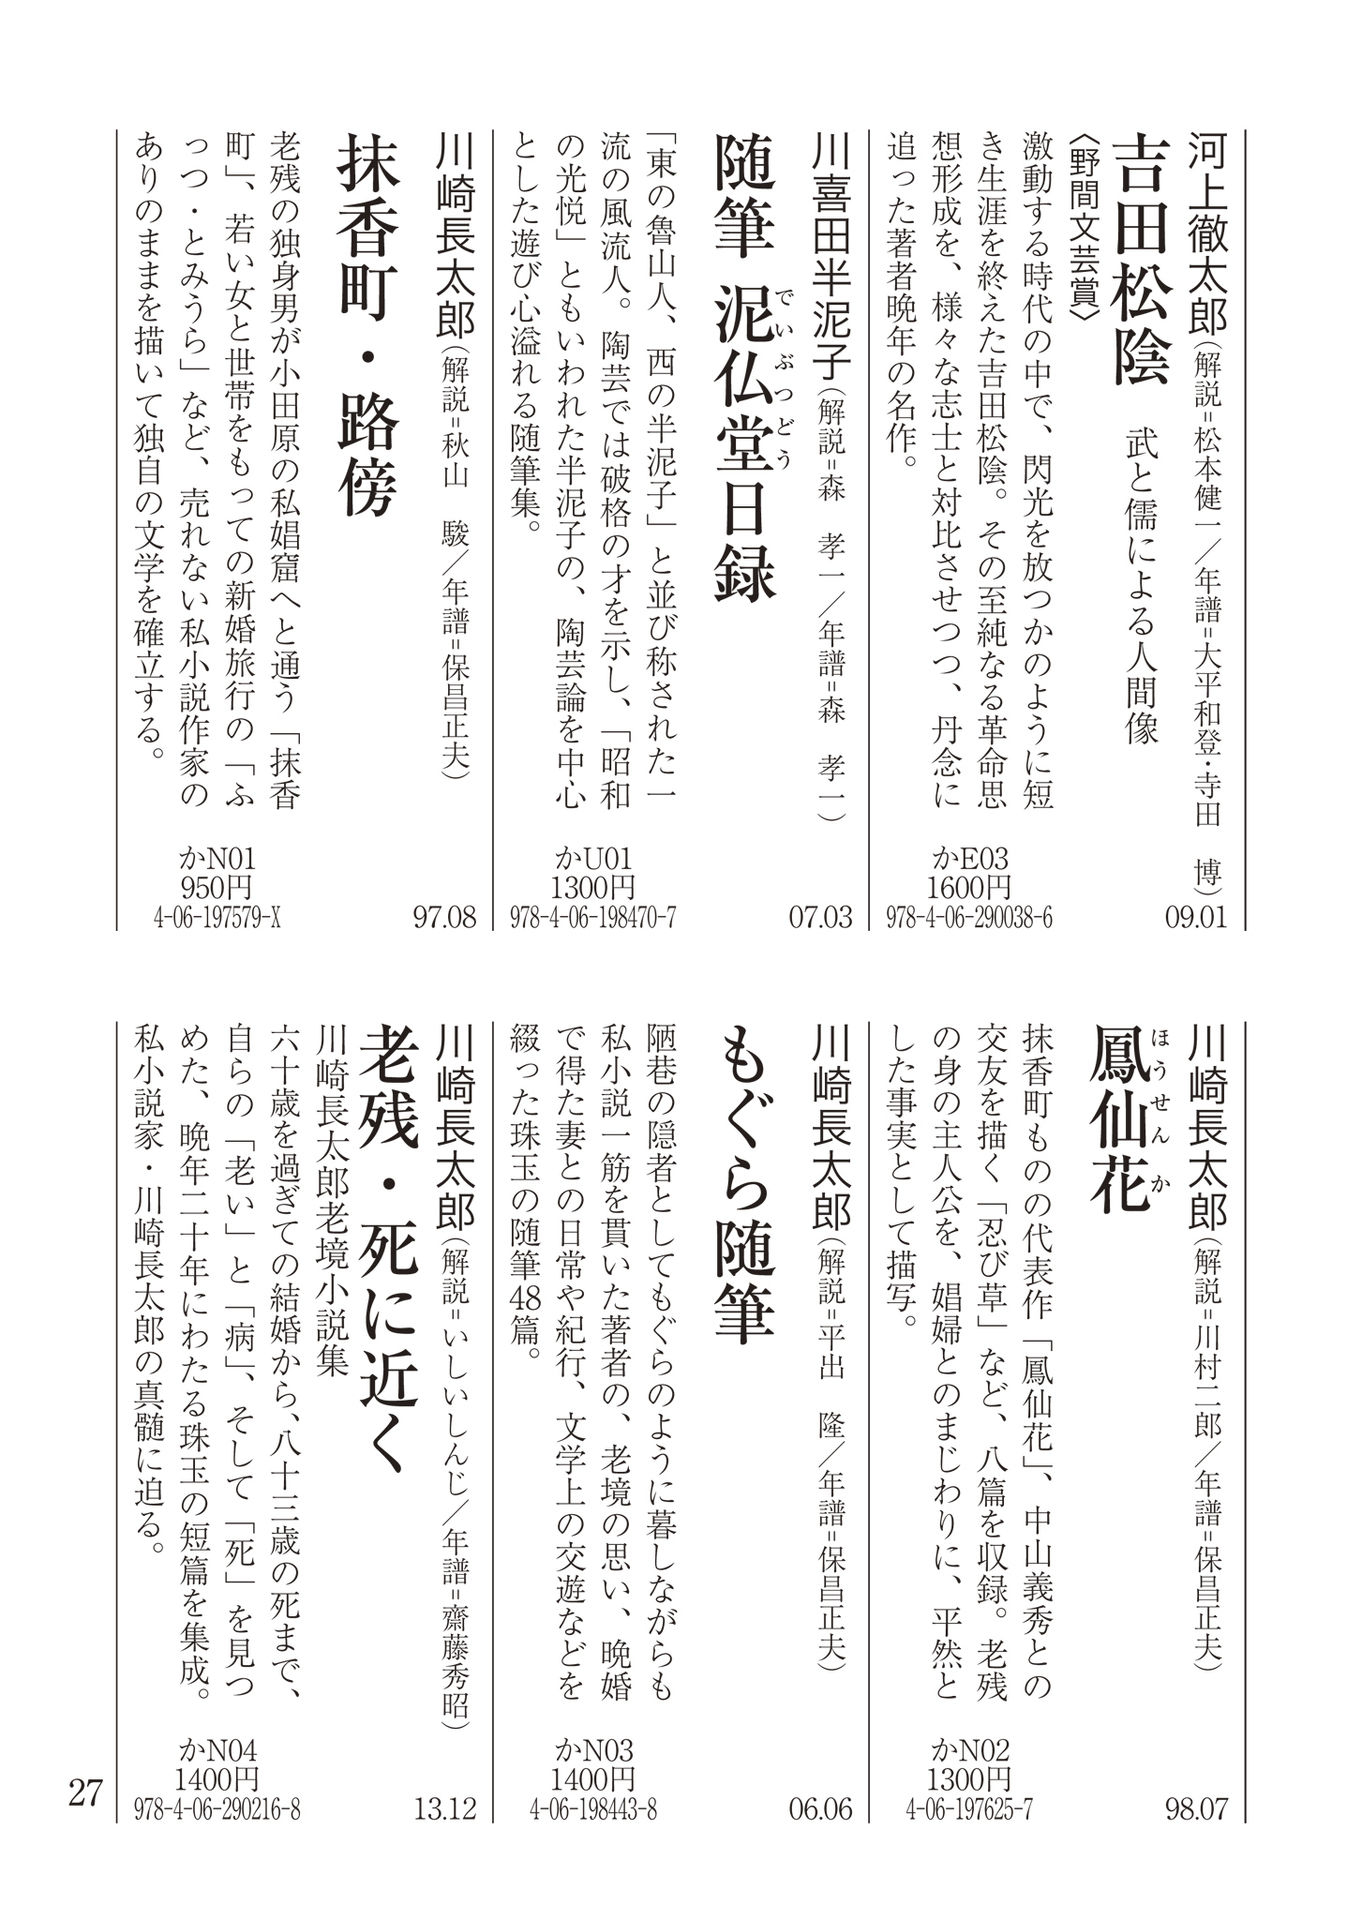 河上徹太郎(解説=松本健一/年譜=大平和登・寺田　博)
吉田松陰　武と儒による人間像
〈野間文芸賞〉
激動する時代の中で、閃光を放つかのように短
き生涯を終えた吉田松陰。その至純なる革命思
想形成を、様々な志士と対比させつつ、丹念に
追った著者晩年の名作。
かE03
1600円
978-4-06-290038-6
09.01
川喜田半泥子(解説=森　孝一/年譜=森　孝一)
随筆 泥仏堂日録
でいぶつどう
「東の魯山人、西の半泥子」と並び称された一
流の風流人。陶芸では破格の才を示し、「昭和
の光悦」ともいわれた半泥子の、陶芸論を中心
とした遊び心溢れる随筆集。
かU01
1300円
978-4-06-198470-7
07.03
川崎長太郎(解説=秋山　駿/年譜=保昌正夫)
抹香町・路傍
老残の独身男が小田原の私娼窟へと通う「抹香
町」、若い女と世帯をもっての新婚旅行の「ふ
っつ・とみうら」など、売れない私小説作家の
ありのままを描いて独自の文学を確立する。
かN01
950円
4-06-197579-X
97.08
川崎長太郎(解説=川村二郎/年譜=保昌正夫)
鳳仙花
ほうせんか
抹香町ものの代表作「鳳仙花」、中山義秀との
交友を描く「忍び草」など、八篇を収録。老残
の身の主人公を、娼婦とのまじわりに、平然と
した事実として描写。
かN02
1300円
4-06-197625-7
98.07
川崎長太郎(解説=平出　隆/年譜=保昌正夫)
もぐら随筆
陋巷の隠者としてもぐらのように暮しながらも
私小説一筋を貫いた著者の、老境の思い、晩婚
で得た妻との日常や紀行、文学上の交遊などを
綴った珠玉の随筆48篇。
かN03
1400円
4-06-198443-8
06.06
川崎長太郎(解説=いしいしんじ/年譜=齋藤秀昭)
老残・死に近く
川崎長太郎老境小説集
六十歳を過ぎての結婚から、八十三歳の死まで、
自らの「老い」と「病」、そして「死」を見つ
めた、晩年二十年にわたる珠玉の短篇を集成。
私小説家・川崎長太郎の真髄に迫る。
かN04
1400円
978-4-06-290216-8
13.12
27